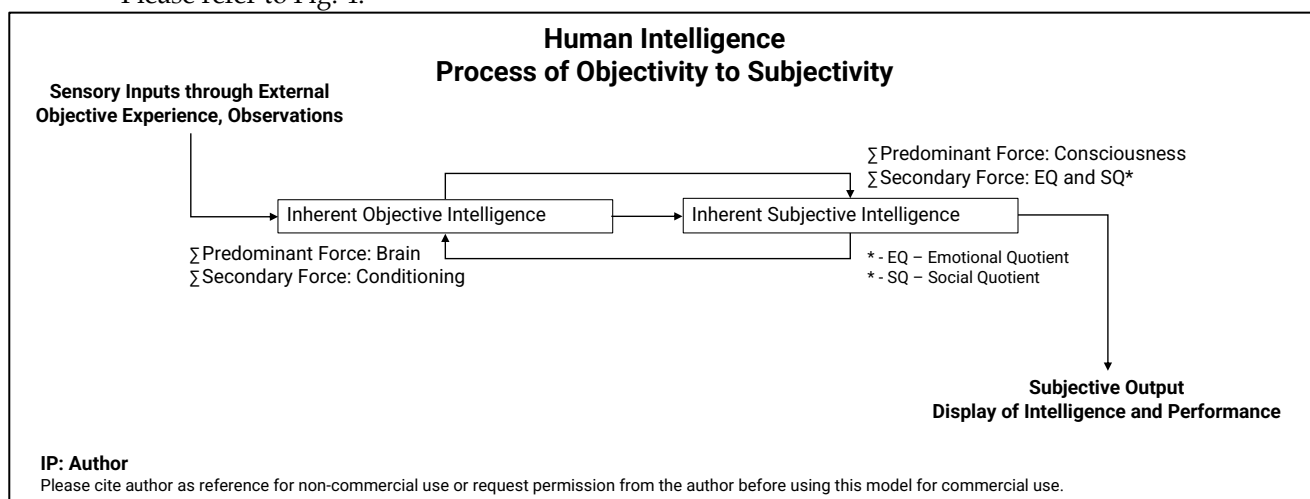 Please refer to Fig. 4.
Human Intelligence
Process of Objectivity to Subjectivity
Sensory Inputs through External
Objective Experience, Observations
∑Predominant Force: Consciousness
∑Secondary Force: EQ and SQ*
Inherent Objective Intelligence
Inherent Subjective Intelligence
∑Predominant Force: Brain
∑Secondary Force: Conditioning
* - EQ – Emotional Quotient
* - SQ – Social Quotient
Subjective Output
Display of Intelligence and Performance
IP: Author
Please cite author as reference for non-commercial use or request permission from the author before using this model for commercial use.